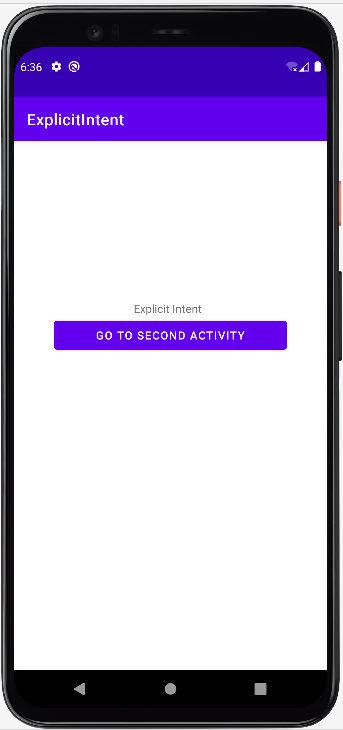 6:36
ExplicitIntent
Explicit Intent
GO TO SECOND ACTIVITY